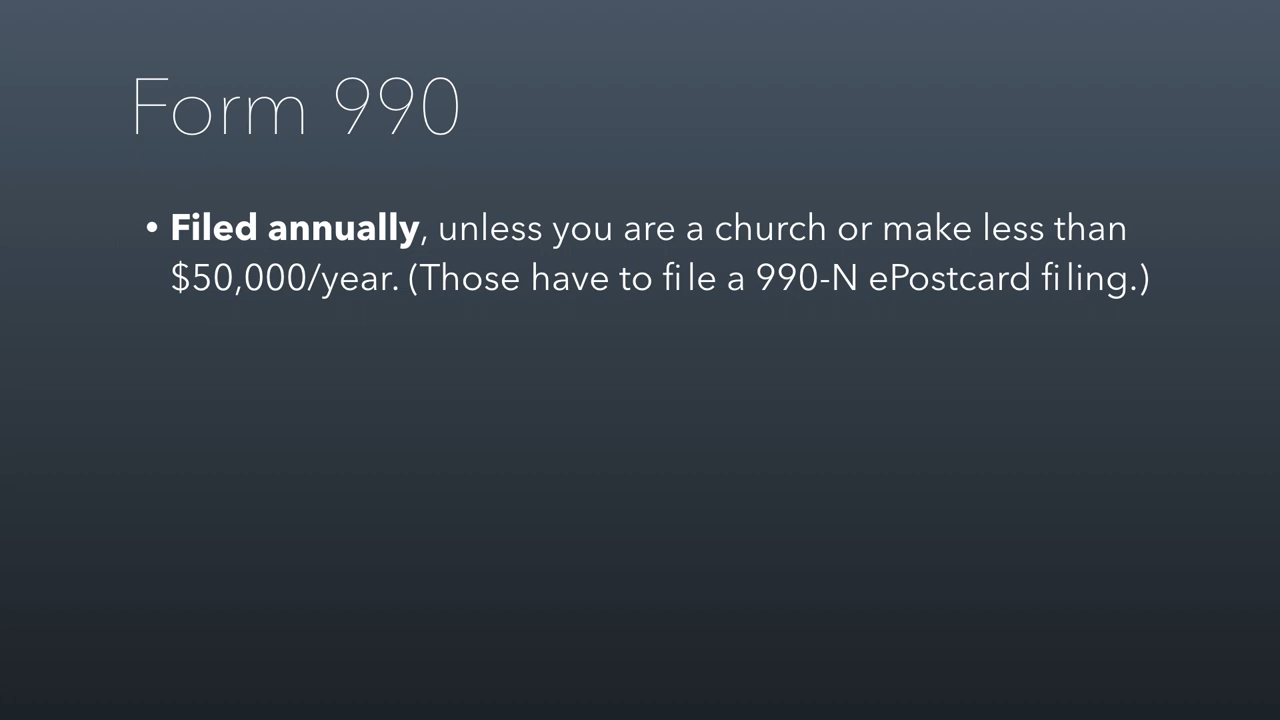 Form 990
• Filed annually, unless you are a church or make less than
$50,000/year. (Those have to file a 990-N ePostcard filing.)